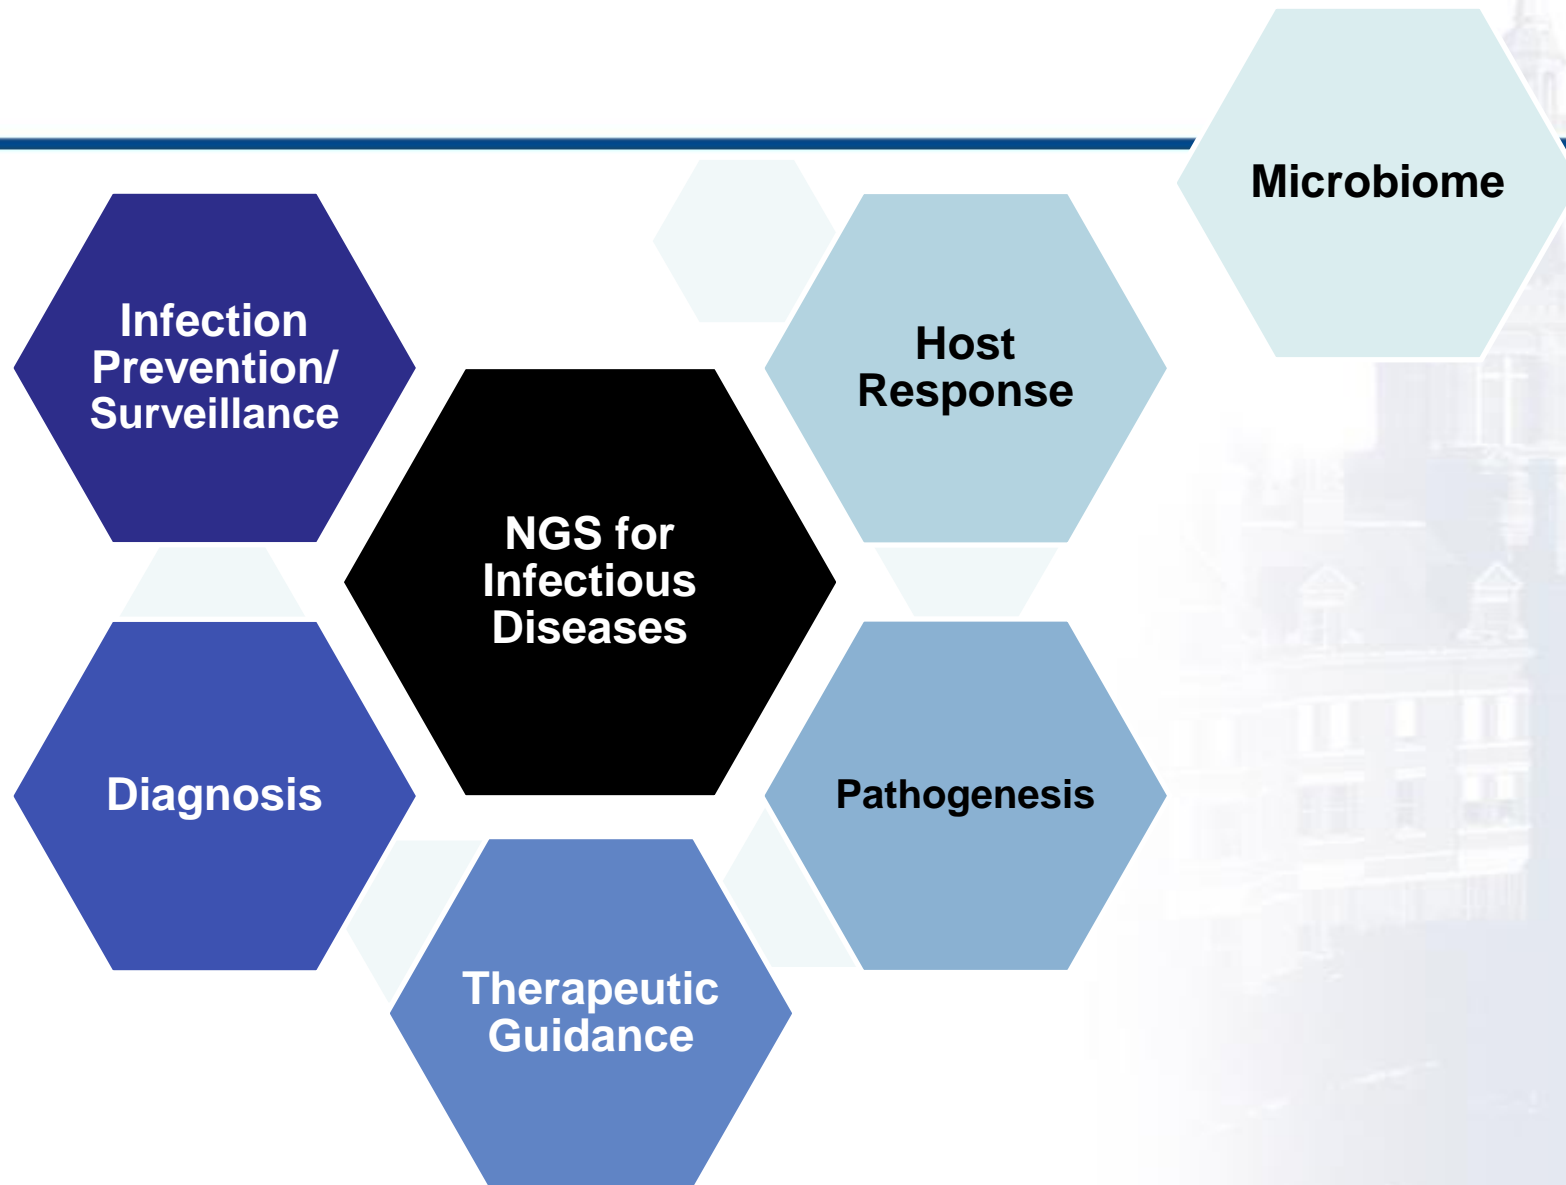 Microbiome
Infection
Prevention/
Surveillance
Host
Response
NGS for
Infectious
Diseases
Diagnosis
Pathogenesis
Therapeutic
Guidance